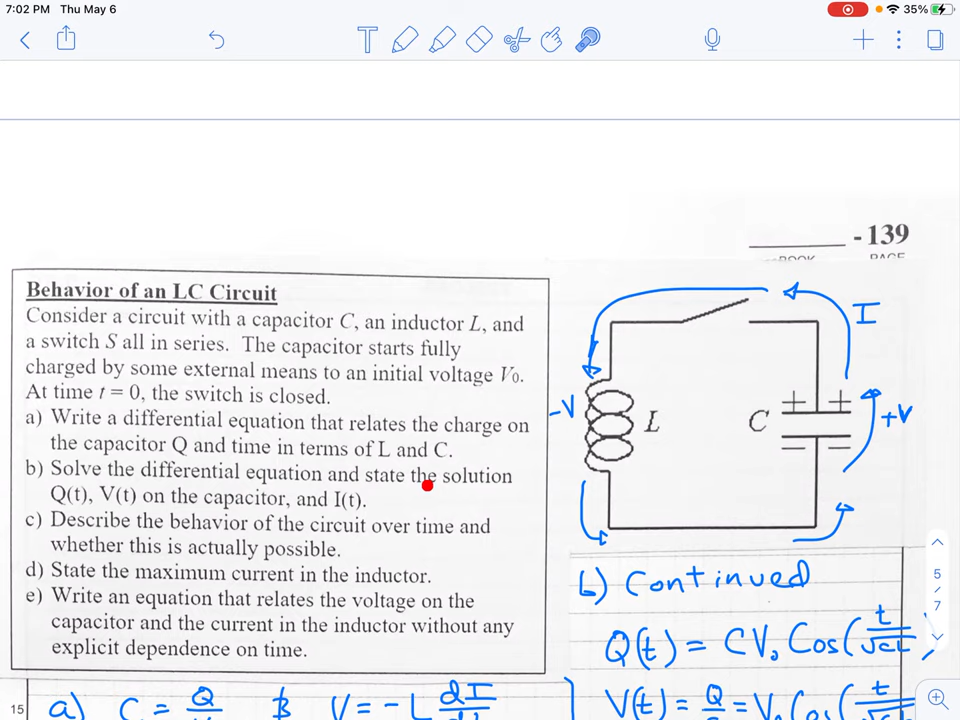 7:02 PM Thu May 6
35%
T
- 139
BOOK PAGE
Behavior of an LC Circuit
Consider a circuit with a capacitor C, an inductor L, and
a switch S all in series. The capacitor starts fully
charged by some external means to an initial voltage V₀.
At time t = 0, the switch is closed.
a) Write a differential equation that relates the charge on
the capacitor Q and time in terms of L and C.
b) Solve the differential equation and state the solution
Q(t), V(t) on the capacitor, and I(t).
c) Describe the behavior of the circuit over time and
whether this is actually possible.
d) State the maximum current in the inductor.
e) Write an equation that relates the voltage on the
capacitor and the current in the inductor without any
explicit dependence on time.
I
-V
L
C
+ +
+V
b) Continued
Q(t) = CV₀ Cos(t/√CL)
5
/
7
15
a) C = Q
& V = -L dI
V(t) = Q = V₀ Cos(t